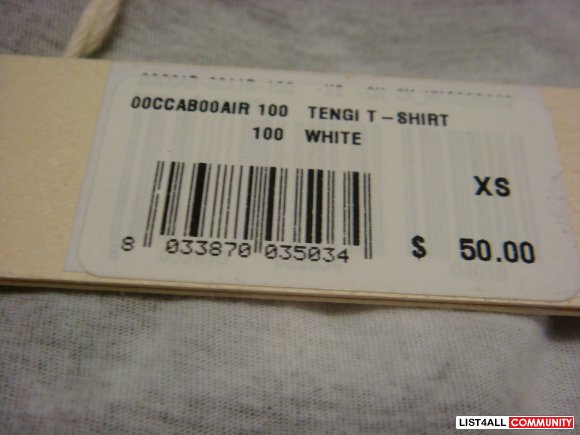 00CCAB00AIR 100 TENGI T-SHIRT
100 WHITE
XS
8 033870 035034
$ 50.00
LIST4ALL COMMUNITY